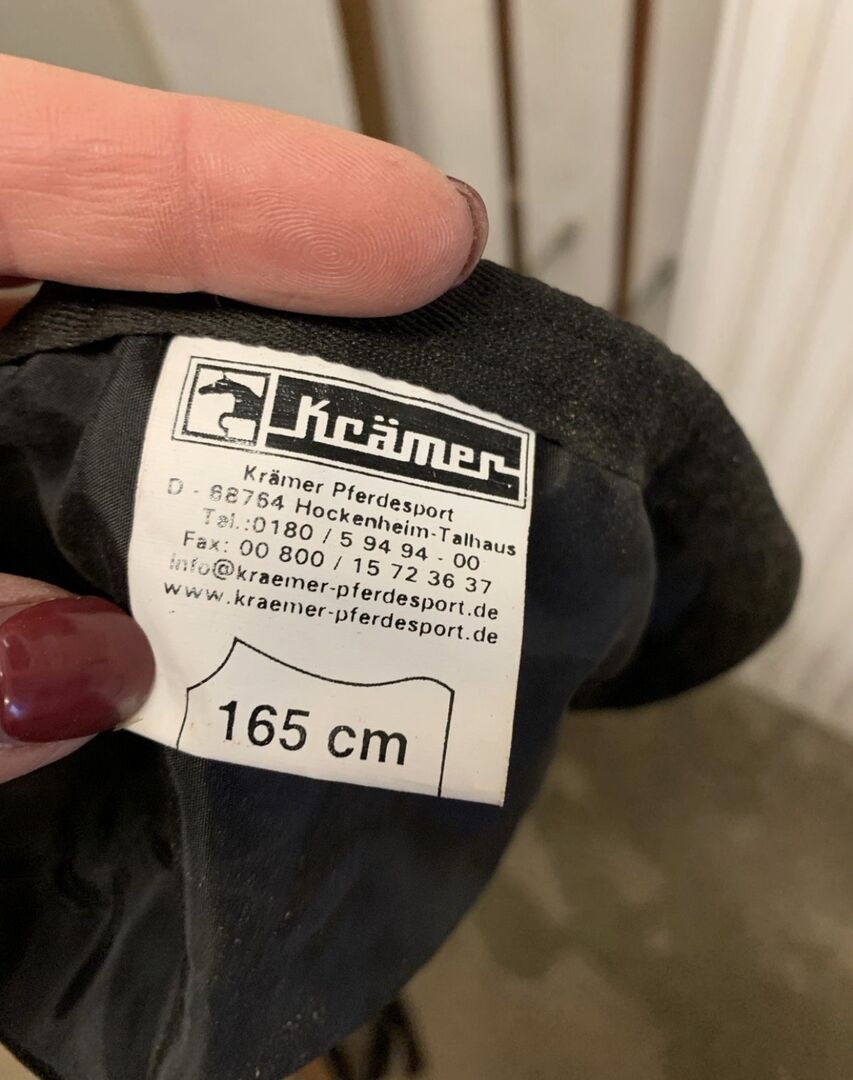 Krämer
Krämer Pferdesport
D - 68764 Hockenheim-Talhaus
Tel.:0180 / 5 94 94 - 00
Fax: 00 800 / 15 72 36 37
info@kraemer-pferdesport.de
www.kraemer-pferdesport.de
165 cm